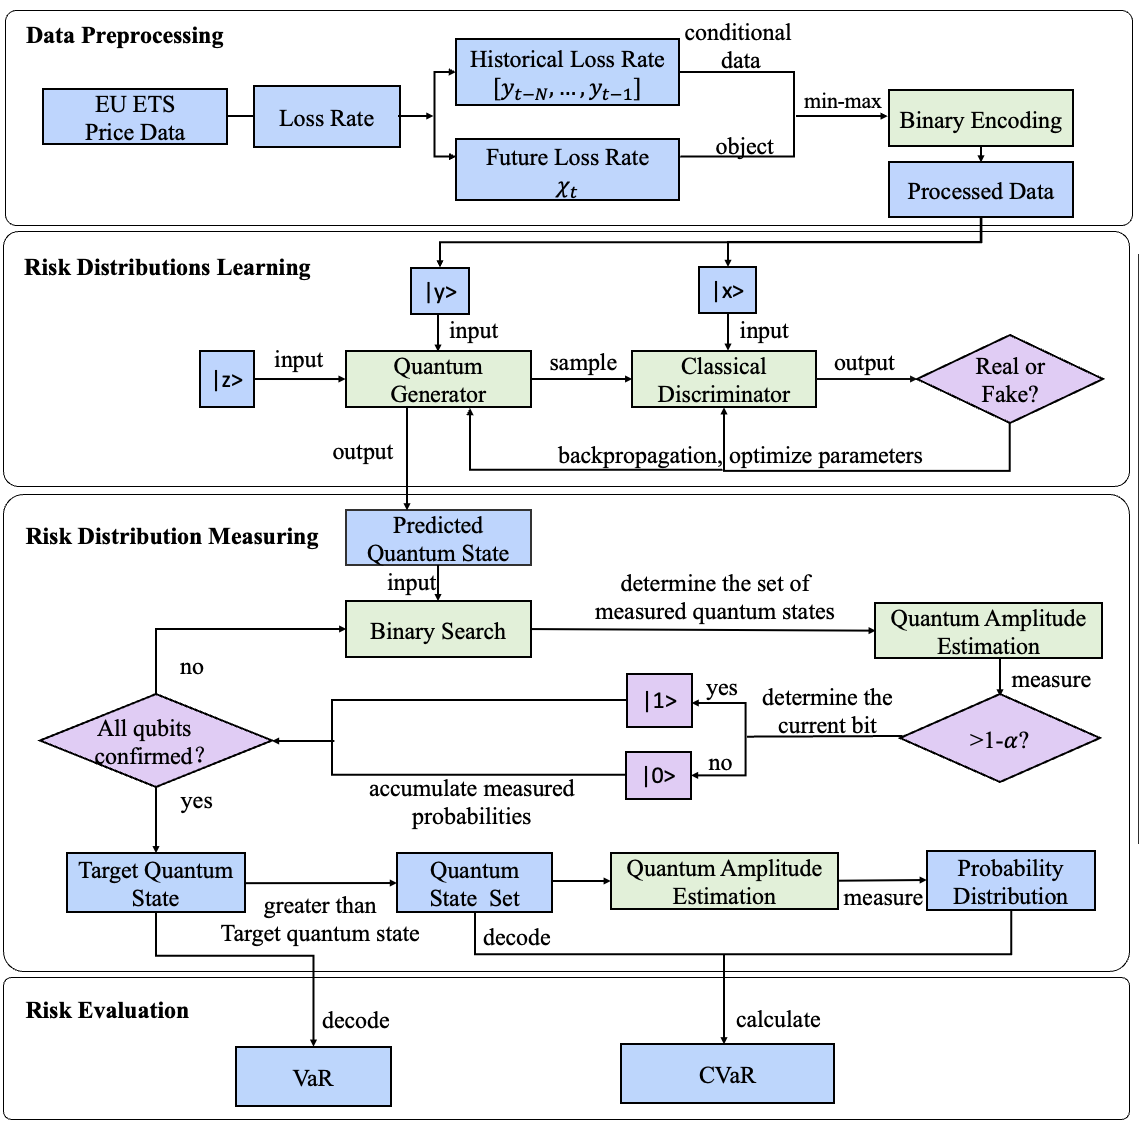 Data Preprocessing
EU ETS
Price Data
Loss Rate
Historical Loss Rate
[y_{t−N}, … , y_{t−1}]
Future Loss Rate
χ_t
conditional
data
object
min-max
Binary Encoding
Processed Data
Risk Distributions Learning
|y>
|x>
input
input
|z>
input
Quantum
Generator
sample
Classical
Discriminator
output
Real or
Fake?
output
backpropagation, optimize parameters
Risk Distribution Measuring
Predicted
Quantum State
input
Binary Search
determine the set of
measured quantum states
Quantum Amplitude
Estimation
measure
no
All qubits
confirmed?
yes
|1>
yes
|0>
no
determine the
current bit
>1-α?
accumulate measured
probabilities
Target Quantum
State
greater than
Target quantum state
Quantum
State Set
Quantum Amplitude
Estimation
measure
Probability
Distribution
decode
Risk Evaluation
decode
calculate
VaR
CVaR